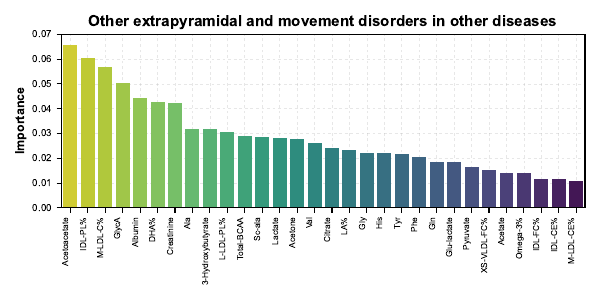 Other extrapyramidal and movement disorders in other diseases
Importance
0.07
0.06
0.05
0.04
0.03
0.02
0.01
0.00
Acetoacetate
IDL-PL%
M-LDL-C%
GlycA
Albumin
DHA%
Creatinine
Ala
3-Hydroxybutyrate
L-LDL-PL%
Total-BCAA
Sc-ala
Lactate
Acetone
Val
Citrate
LA%
Gly
His
Tyr
Phe
Gln
Glu-lactate
Pyruvate
XS-VLDL-FC%
Acetate
Omega-3%
IDL-FC%
IDL-CE%
M-LDL-CE%